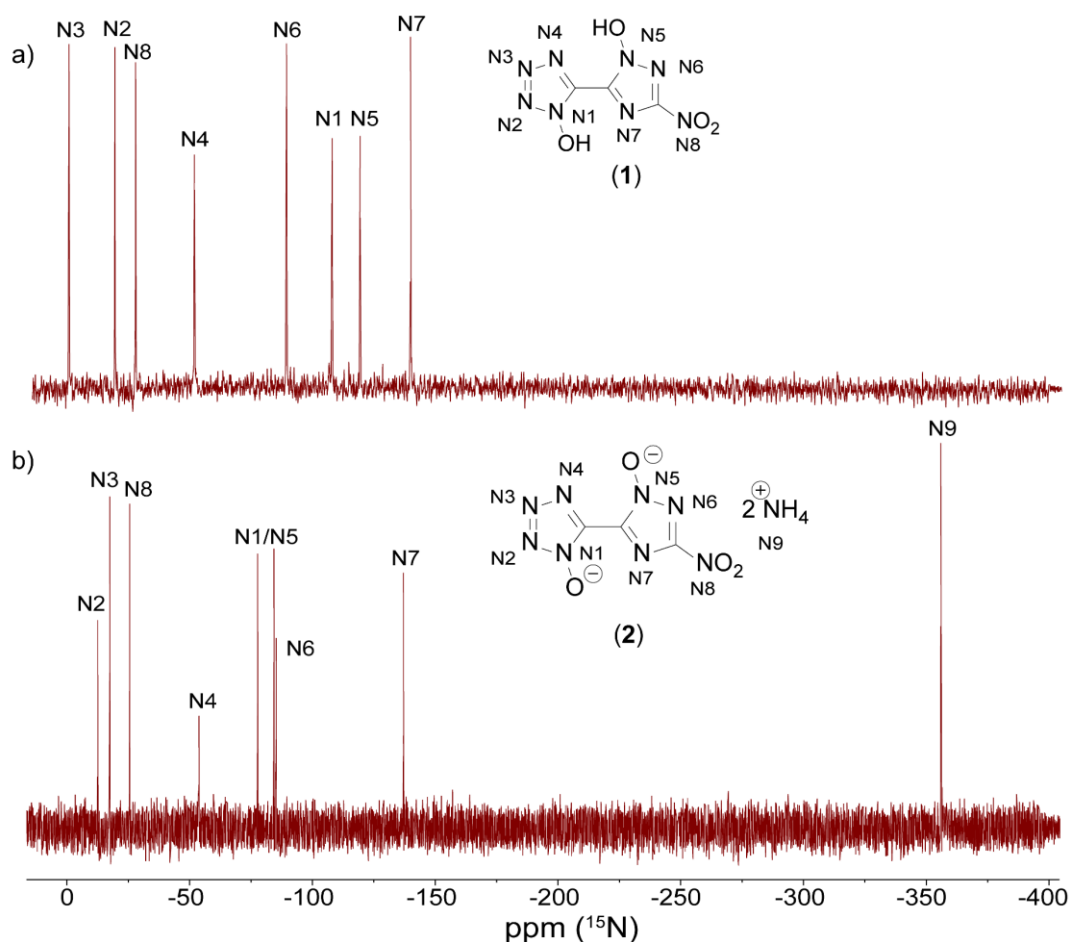 a)
N3
N2
N8
N4
N6
N1
N5
N7
HO
N4
N5
N3
N
N
N
N6
N
N
N
N
N
N2
N1
N7
NO2
OH
N8
(1)
b)
N2
N3
N8
N4
N1/N5
N6
N7
N9
O⊖
N4
N5
N3
N
N
N
N6
2 ⊕NH4
N
N
N
N
N
N9
N2
N1
N7
NO2
O⊖
N8
(2)
0 -50 -100 -150 -200 -250 -300 -350 -400
ppm (¹⁵N)